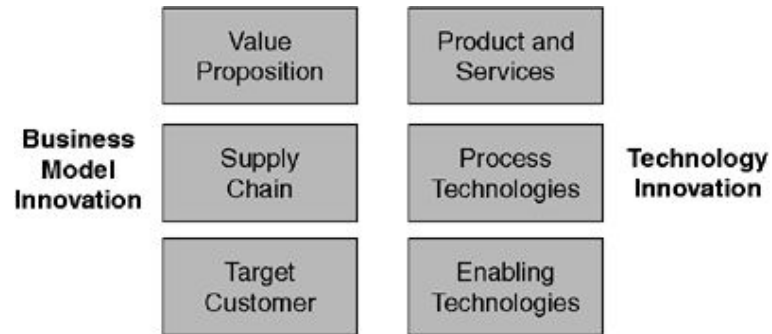 Value
Proposition
Product and
Services
Business
Model
Innovation
Supply
Chain
Process
Technologies
Technology
Innovation
Target
Customer
Enabling
Technologies